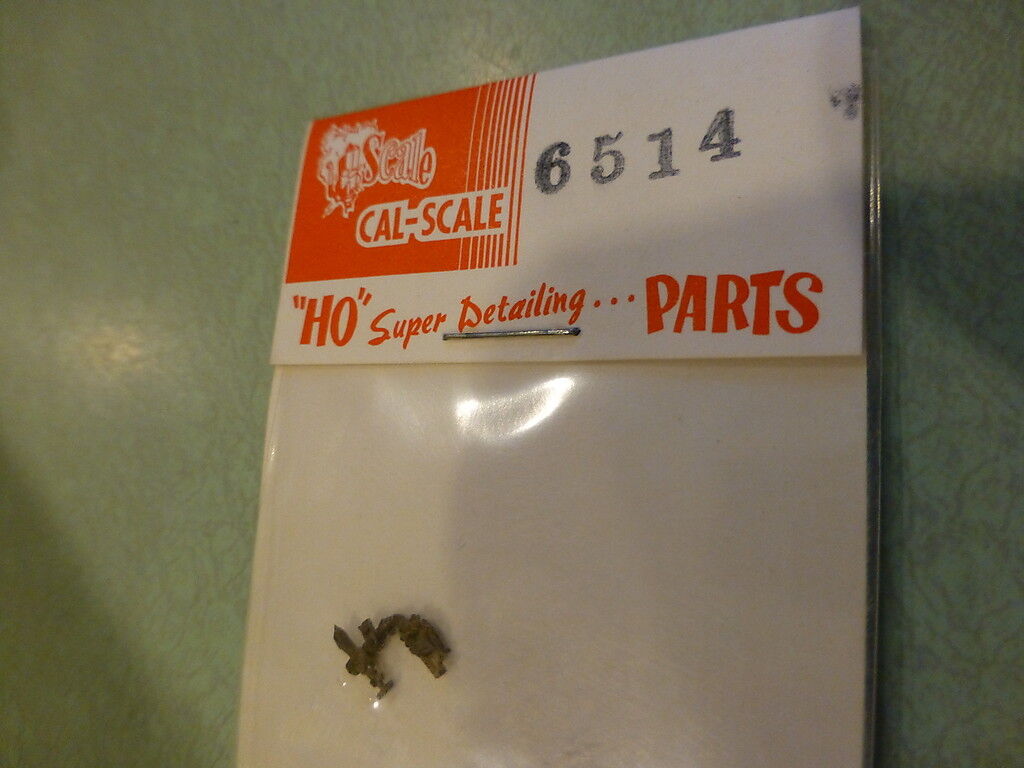 Scale
CAL-SCALE
6514
"HO" Super Detailing... PARTS